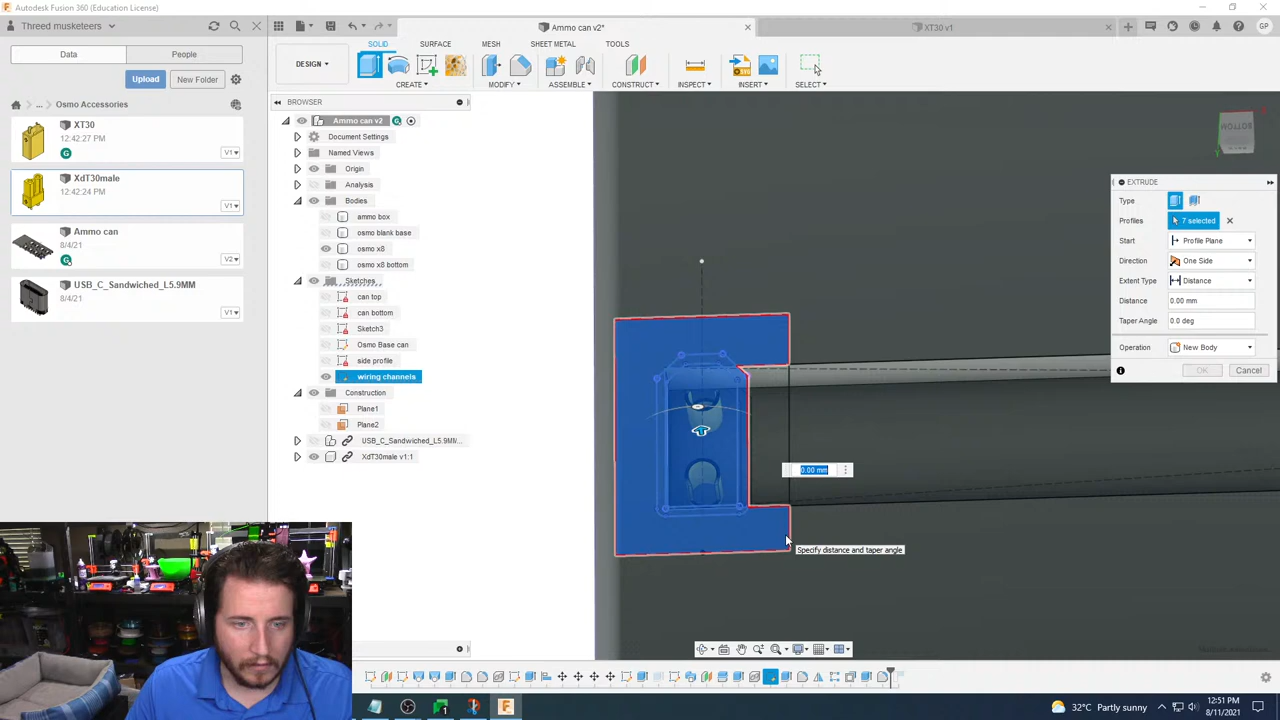 Autodesk Fusion 360 (Education License)
Threed musketeers
Data
People
Upload
New Folder
... Osmo Accessories
XT30
12:42:27 PM
V1
XdT30male
12:42:24 PM
V1
Ammo can
8/4/21
V2
USB_C_Sandwiched_L5.9MM
8/4/21
V1
Ammo can v2*
XT30 v1
GP
SOLID
SURFACE
MESH
SHEET METAL
TOOLS
DESIGN
CREATE
MODIFY
ASSEMBLE
CONSTRUCT
INSPECT
INSERT
SELECT
BROWSER
Ammo can v2
Document Settings
Named Views
Origin
Analysis
Bodies
ammo box
osmo blank base
osmo x8
osmo x8 bottom
Sketches
can top
can bottom
Sketch3
Osmo Base can
side profile
wiring channels
Construction
Plane1
Plane2
USB_C_Sandwiched_L5.9M...
XdT30male v1:1
BOTTOM
EXTRUDE
Type
Profiles
7 selected
Start
Profile Plane
Direction
One Side
Extent Type
Distance
Distance
0.00 mm
Taper Angle
0.0 deg
Operation
New Body
OK
Cancel
0.00 mm
Specify distance and taper angle
32°C Partly sunny
12:51 PM
8/11/2021